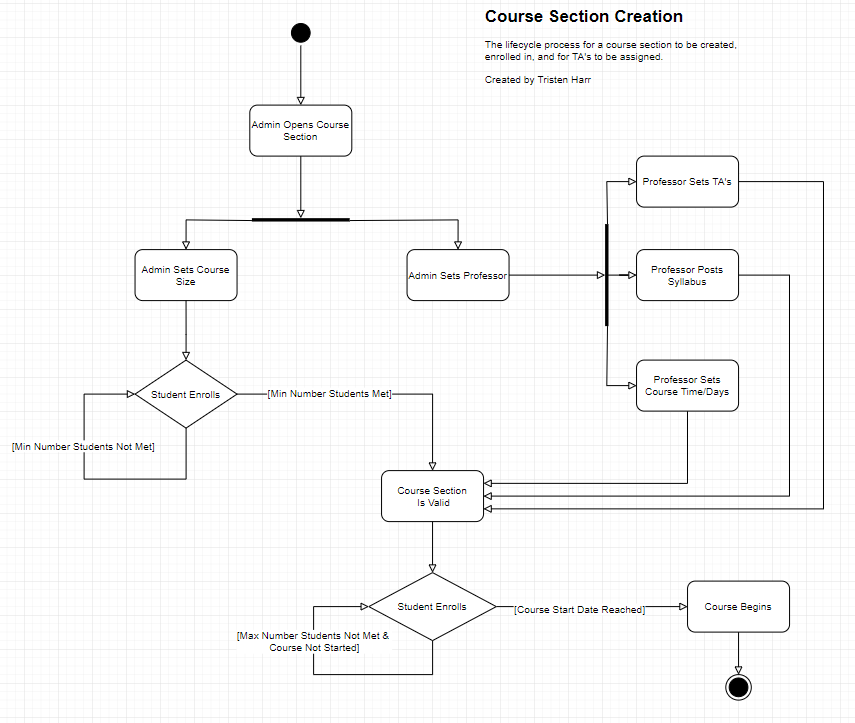 Course Section Creation
The lifecycle process for a course section to be created,
enrolled in, and for TA's to be assigned.
Created by Tristen Harr
Admin Opens Course
Section
Professor Sets TA's
Admin Sets Course
Size
Admin Sets Professor
Professor Posts
Syllabus
Student Enrolls
[Min Number Students Met]
Professor Sets
Course Time/Days
[Min Number Students Not Met]
Course Section
Is Valid
Student Enrolls
[Course Start Date Reached]
Course Begins
[Max Number Students Not Met &
Course Not Started]